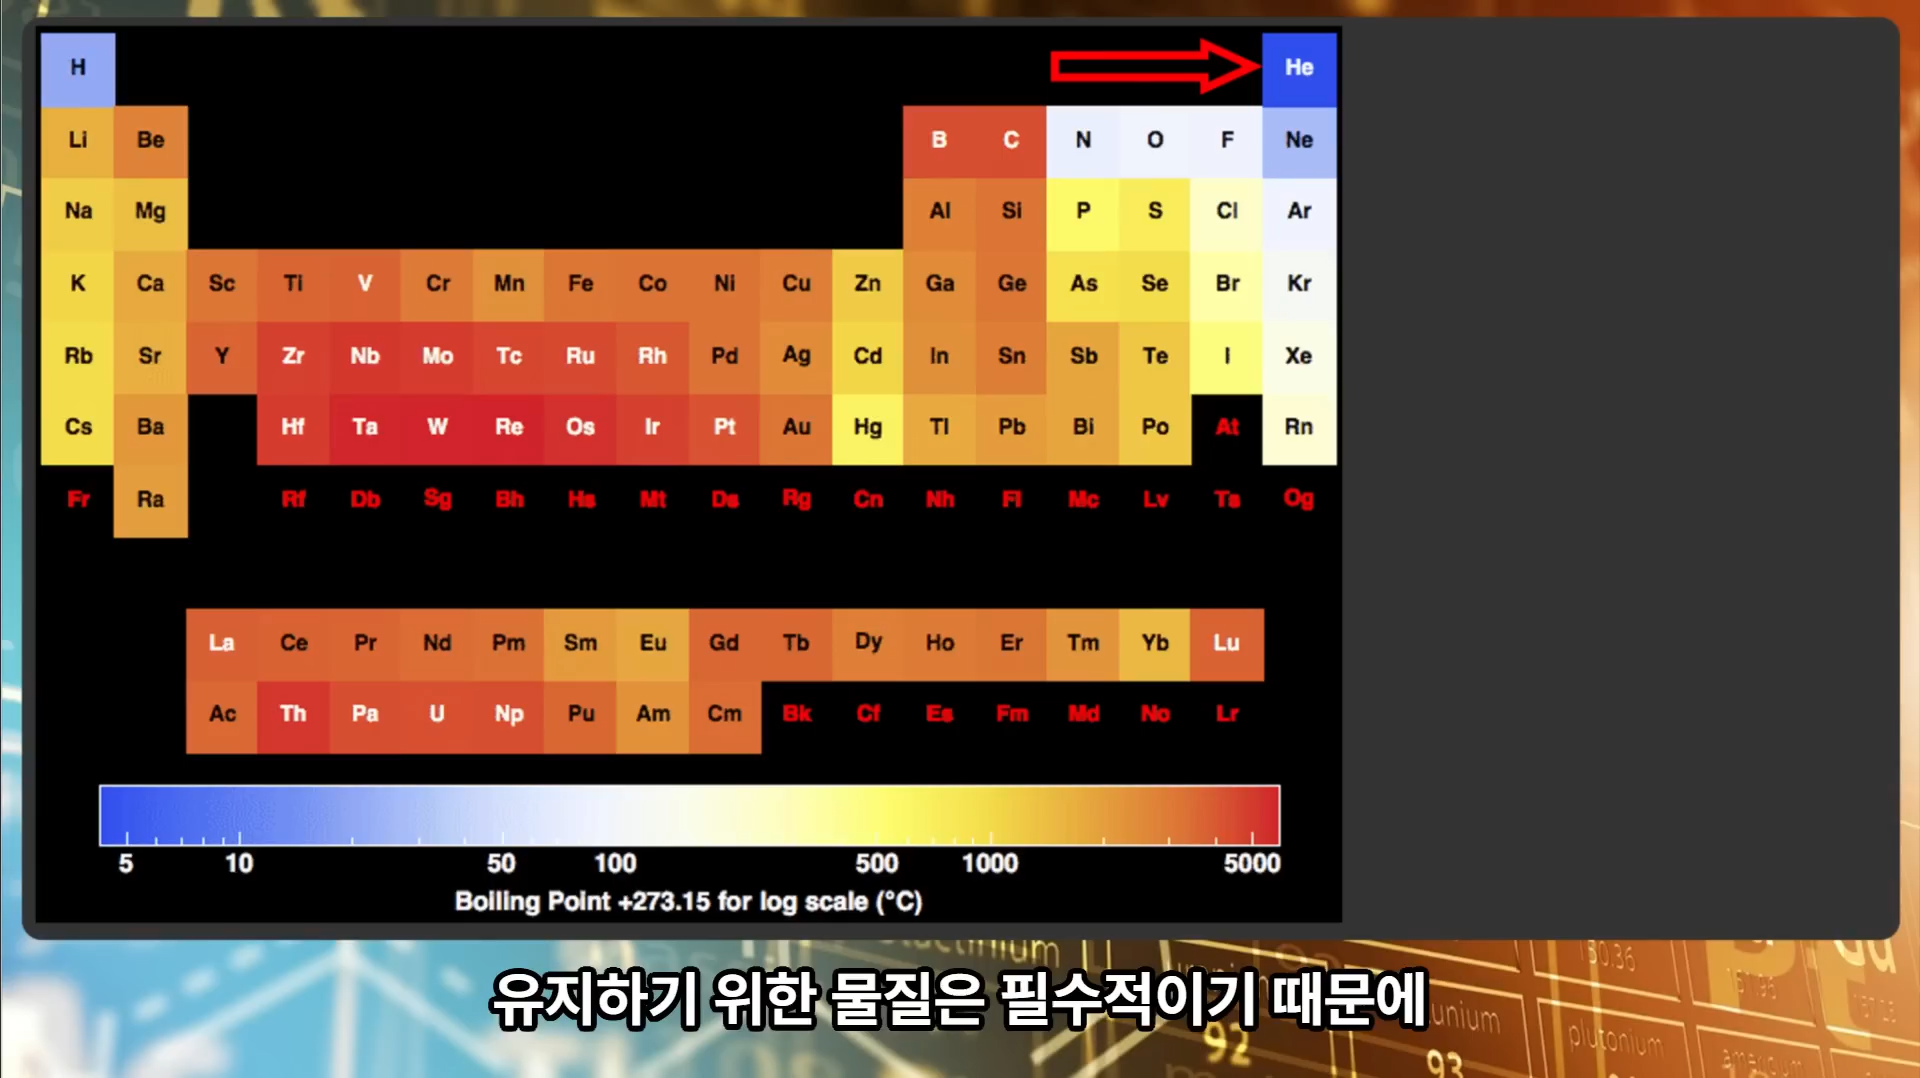 H He
Li Be B C N O F Ne
Na Mg Al Si P S Cl Ar
K Ca Sc Ti V Cr Mn Fe Co Ni Cu Zn Ga Ge As Se Br Kr
Rb Sr Y Zr Nb Mo Tc Ru Rh Pd Ag Cd In Sn Sb Te I Xe
Cs Ba Hf Ta W Re Os Ir Pt Au Hg Tl Pb Bi Po At Rn
Fr Ra Rf Db Sg Bh Hs Mt Ds Rg Cn Nh Fl Mc Lv Ts Og
La Ce Pr Nd Pm Sm Eu Gd Tb Dy Ho Er Tm Yb Lu
Ac Th Pa U Np Pu Am Cm Bk Cf Es Fm Md No Lr
5 10 50 100 500 1000 5000
Boiling Point +273.15 for log scale (°C)
유지하기 위한 물질은 필수적이기 때문에
plutonium
92
93